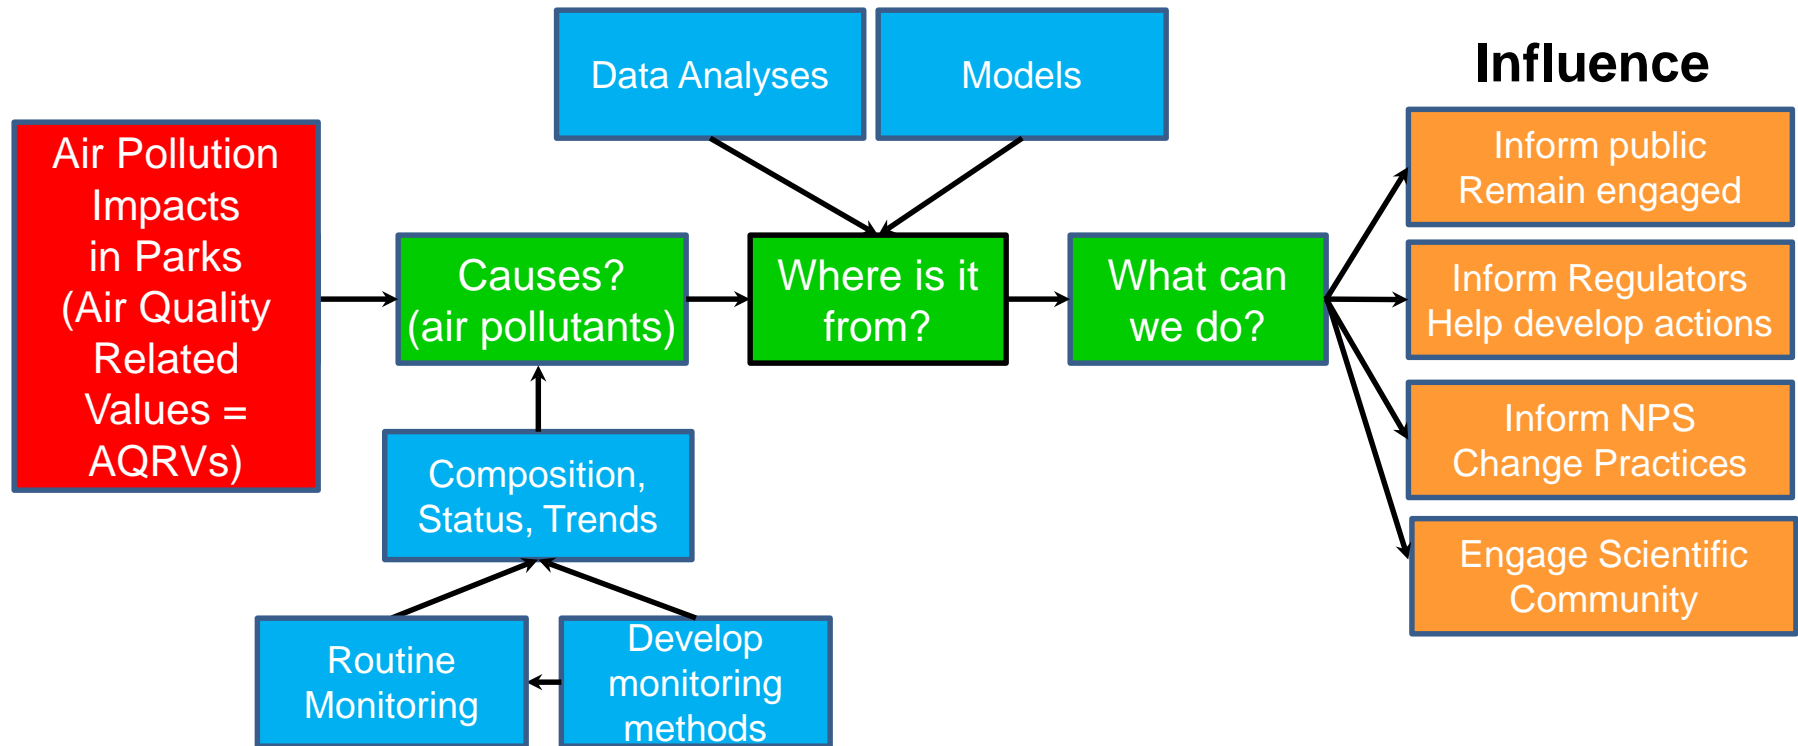 Data Analyses
Models
Influence
Air Pollution
Impacts
in Parks
(Air Quality
Related
Values =
AQRVs)
Causes?
(air pollutants)
Where is it
from?
What can
we do?
Inform public
Remain engaged
Inform Regulators
Help develop actions
Inform NPS
Change Practices
Engage Scientific
Community
Composition,
Status, Trends
Routine
Monitoring
Develop
monitoring
methods